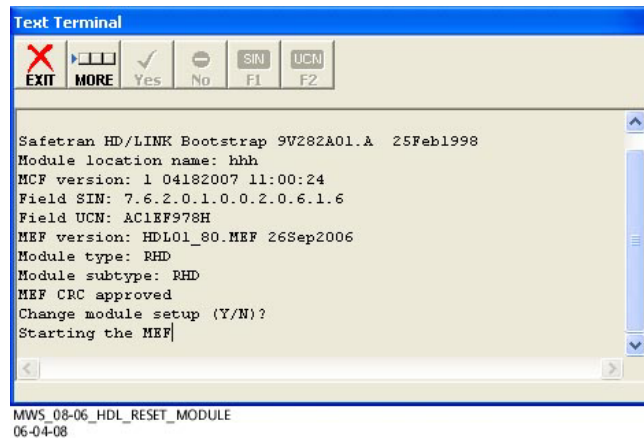 Text Terminal
EXIT MORE Yes No SIN F1 UCN F2
Safetran HD/LINK Bootstrap 9V282A01.A 25Feb1998
Module location name: hhh
MCF version: 1 04182007 11:00:24
Field SIN: 7.6.2.0.1.0.0.2.0.6.1.6
Field UCN: AC1EF978H
MEF version: HDL01_80.MEF 26Sep2006
Module type: RHD
Module subtype: RHD
MEF CRC approved
Change module setup (Y/N)?
Starting the MEF
MWS_08-06_HDL_RESET_MODULE
06-04-08